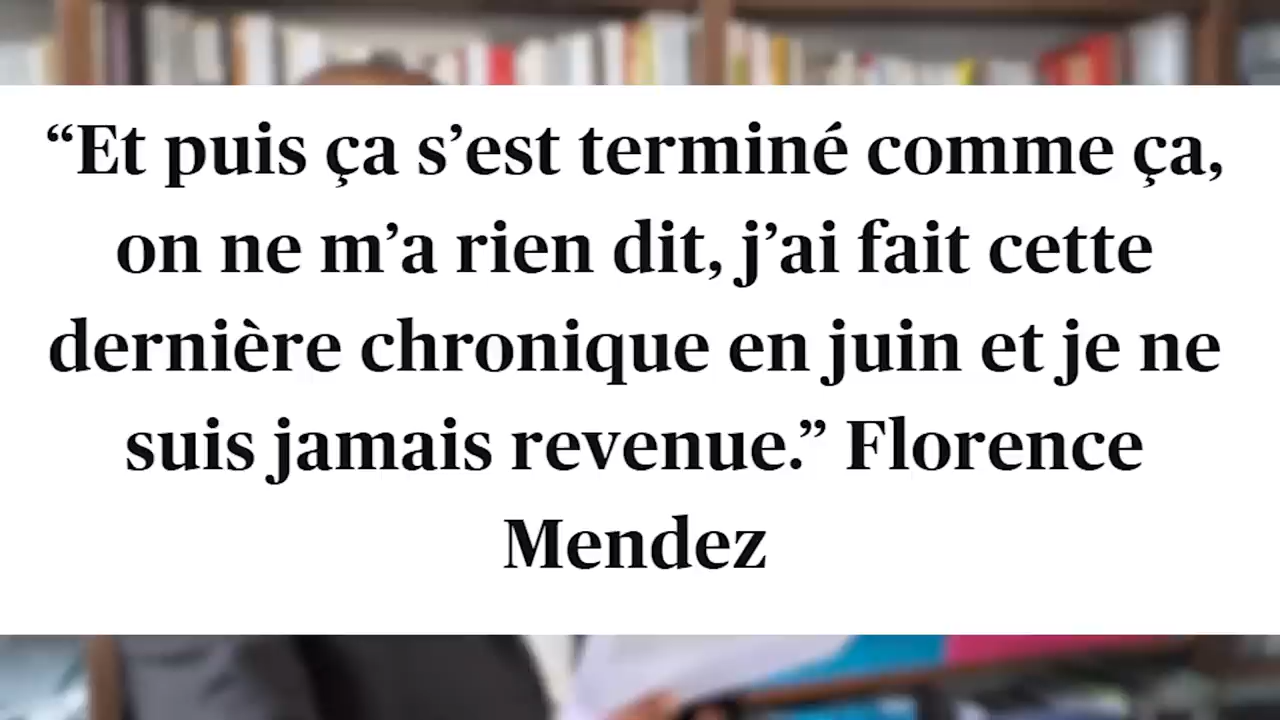 “Et puis ça s’est terminé comme ça,
on ne m’a rien dit, j’ai fait cette
dernière chronique en juin et je ne
suis jamais revenue.” Florence
Mendez